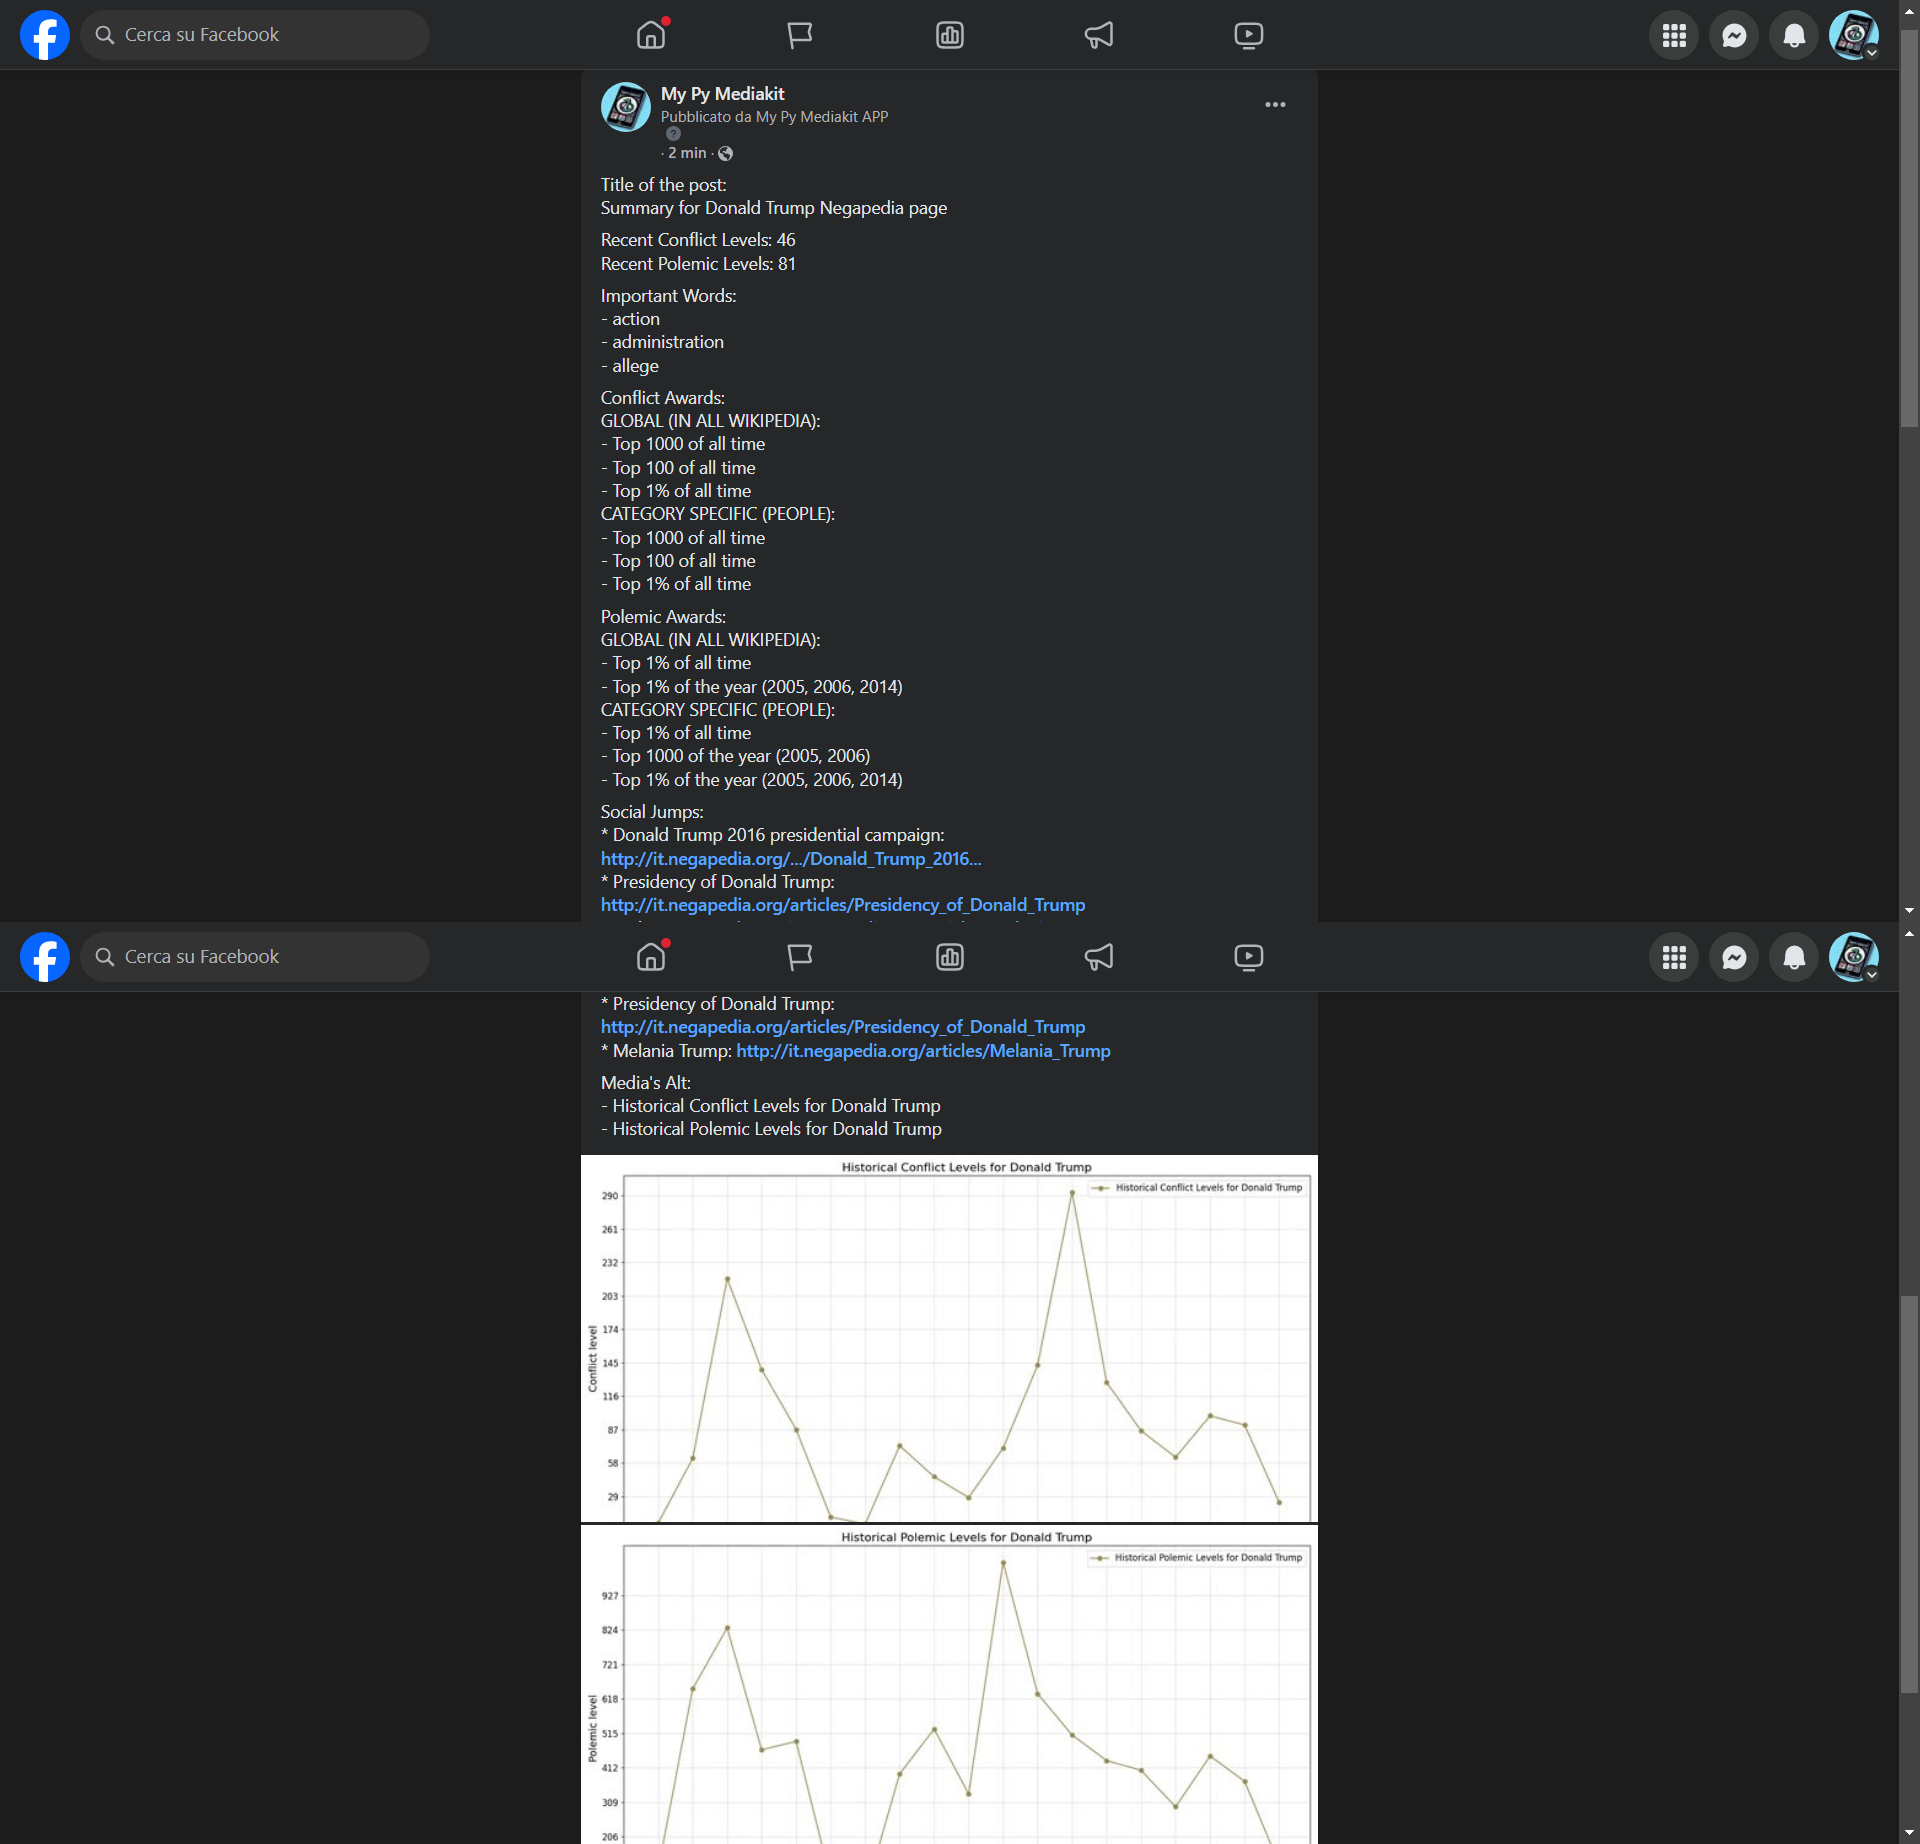 Cerca su Facebook
My Py Mediakit
Pubblicato da My Py Mediakit APP
?
· 2 min ·
Title of the post:
Summary for Donald Trump Negapedia page
Recent Conflict Levels: 46
Recent Polemic Levels: 81
Important Words:
- action
- administration
- allege
Conflict Awards:
GLOBAL (IN ALL WIKIPEDIA):
- Top 1000 of all time
- Top 100 of all time
- Top 1% of all time
CATEGORY SPECIFIC (PEOPLE):
- Top 1000 of all time
- Top 100 of all time
- Top 1% of all time
Polemic Awards:
GLOBAL (IN ALL WIKIPEDIA):
- Top 1% of all time
- Top 1% of the year (2005, 2006, 2014)
CATEGORY SPECIFIC (PEOPLE):
- Top 1% of all time
- Top 1000 of the year (2005, 2006)
- Top 1% of the year (2005, 2006, 2014)
Social Jumps:
* Donald Trump 2016 presidential campaign:
http://it.negapedia.org/.../Donald_Trump_2016...
* Presidency of Donald Trump:
http://it.negapedia.org/articles/Presidency_of_Donald_Trump
Cerca su Facebook
* Presidency of Donald Trump:
http://it.negapedia.org/articles/Presidency_of_Donald_Trump
* Melania Trump: http://it.negapedia.org/articles/Melania_Trump
Media's Alt:
- Historical Conflict Levels for Donald Trump
- Historical Polemic Levels for Donald Trump
Historical Conflict Levels for Donald Trump
Historical Conflict Levels for Donald Trump
290
261
232
203
174
145
116
87
58
29
Conflict level
Historical Polemic Levels for Donald Trump
Historical Polemic Levels for Donald Trump
927
824
721
618
515
412
309
206
Polemic level